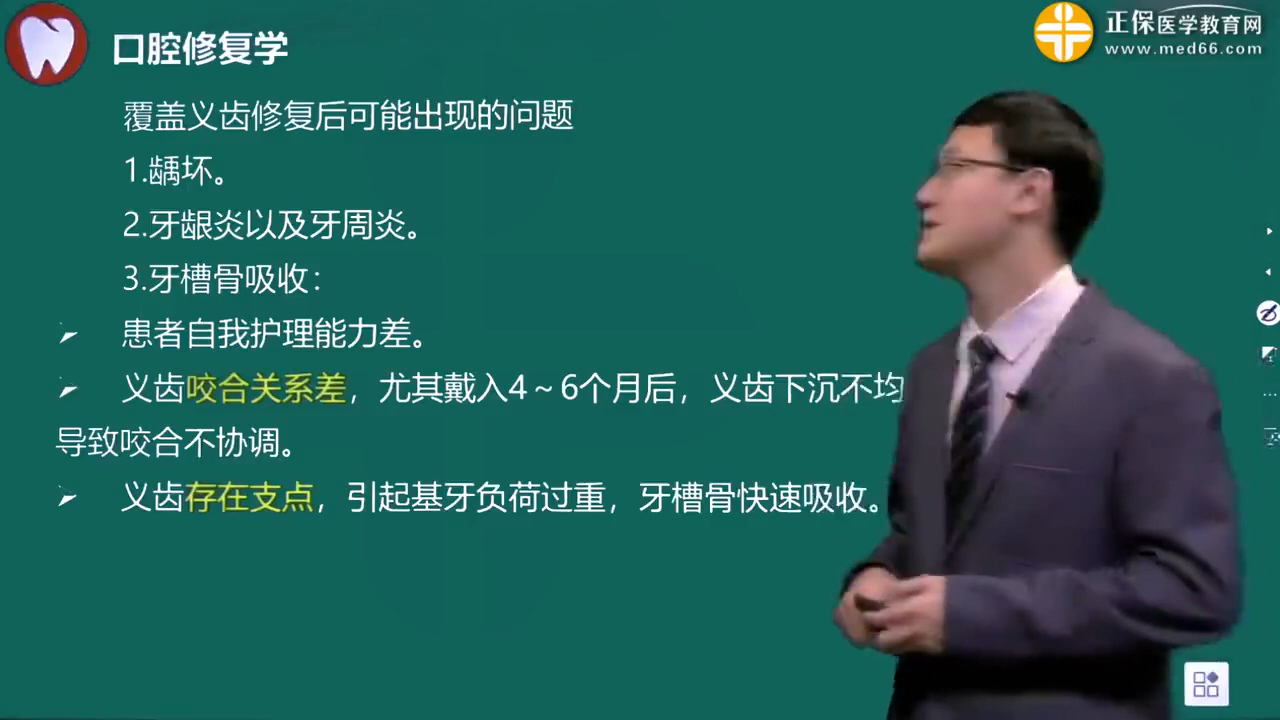 口腔修复学
正保医学教育网
www.med66.com
覆盖义齿修复后可能出现的问题
1.龋坏。
2.牙龈炎以及牙周炎。
3.牙槽骨吸收：
➢ 患者自我护理能力差。
➢ 义齿咬合关系差，尤其戴入4～6个月后，义齿下沉不均
导致咬合不协调。
➢ 义齿存在支点，引起基牙负荷过重，牙槽骨快速吸收。